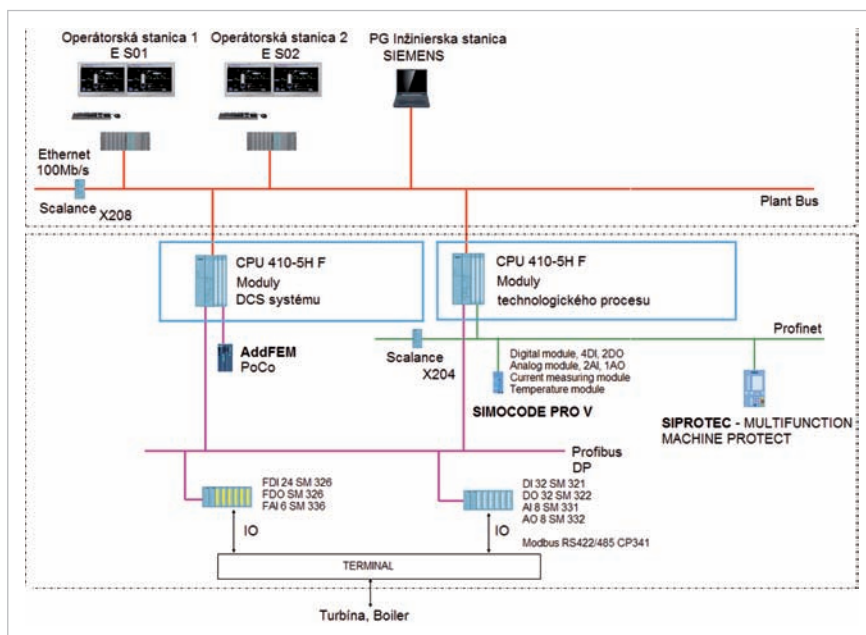 Operátorská stanica 1
E S01
Operátorská stanica 2
E S02
PG Inžinierska stanica
SIEMENS
Ethernet
100Mb/s
Scalance
X208
Plant Bus
CPU 410-5H F
Moduly
DCS systému
CPU 410-5H F
Moduly
technologického procesu
Profinet
AddFEM
PoCo
Scalance
X204
Digital module, 4DI, 2DO
Analog module, 2AI, 1AO
Current measuring module
Temperature module
SIMOCODE PRO V
SIPROTEC - MULTIFUNCTION
MACHINE PROTECT
Profibus
DP
FDI 24 SM 326
FDO SM 326
FAI 6 SM 336
DI 32 SM 321
DO 32 SM 322
AI 8 SM 331
AO 8 SM 332
IO
IO
Modbus RS422/485 CP341
TERMINAL
Turbína, Boiler